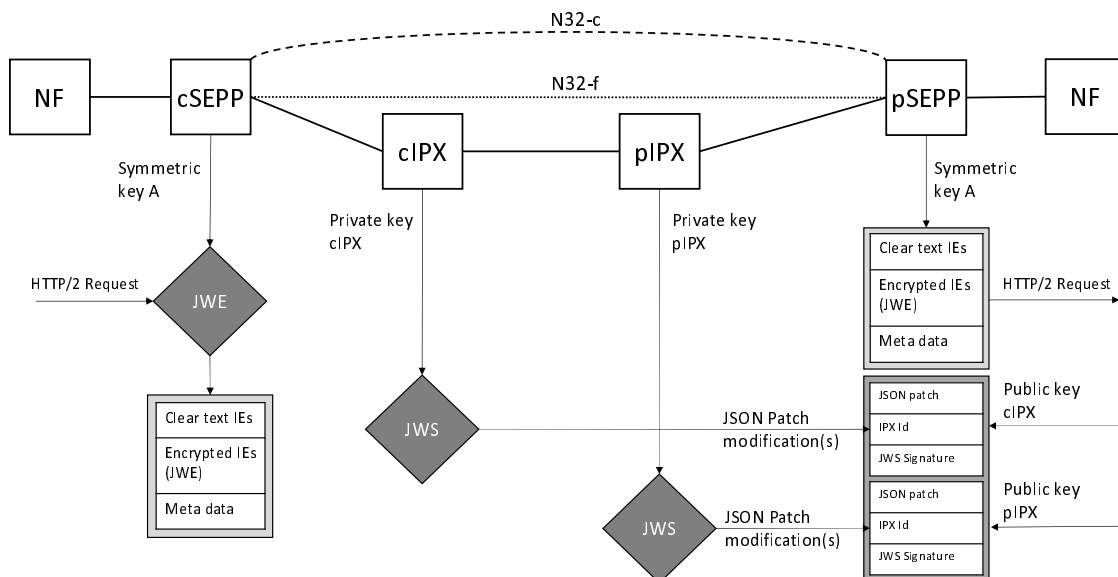 N32-c
N32-f
NF
cSEPP
cIPX
pIPX
pSEPP
NF
Symmetric
key A
Private key
cIPX
Private key
pIPX
Symmetric
key A
HTTP/2 Request
JWE
Clear text IEs
Encrypted IEs
(JWE)
Meta data
HTTP/2 Request
Clear text IEs
Encrypted IEs
(JWE)
Meta data
JWS
JSON Patch
modification(s)
JSON patch
IPX Id
JWS Signature
Public key
cIPX
JWS
JSON Patch
modification(s)
JSON patch
IPX Id
JWS Signature
Public key
pIPX